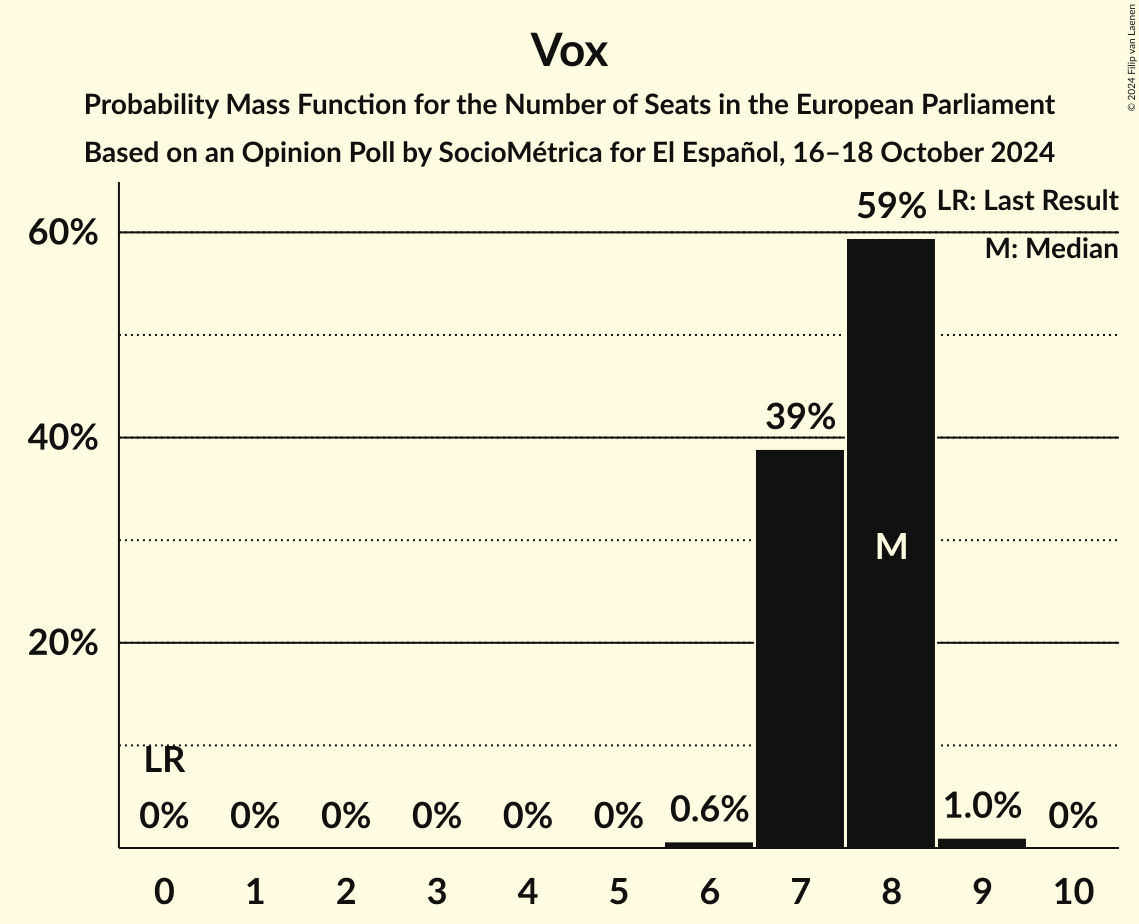 Vox
Probability Mass Function for the Number of Seats in the European Parliament
Based on an Opinion Poll by SocioMétrica for El Español, 16–18 October 2024
© 2024 Filip van Laenen
LR: Last Result
M: Median
60%
40%
20%
59%
39%
M
LR
0% 0% 0% 0% 0% 0% 0.6% 1.0% 0%
0 1 2 3 4 5 6 7 8 9 10